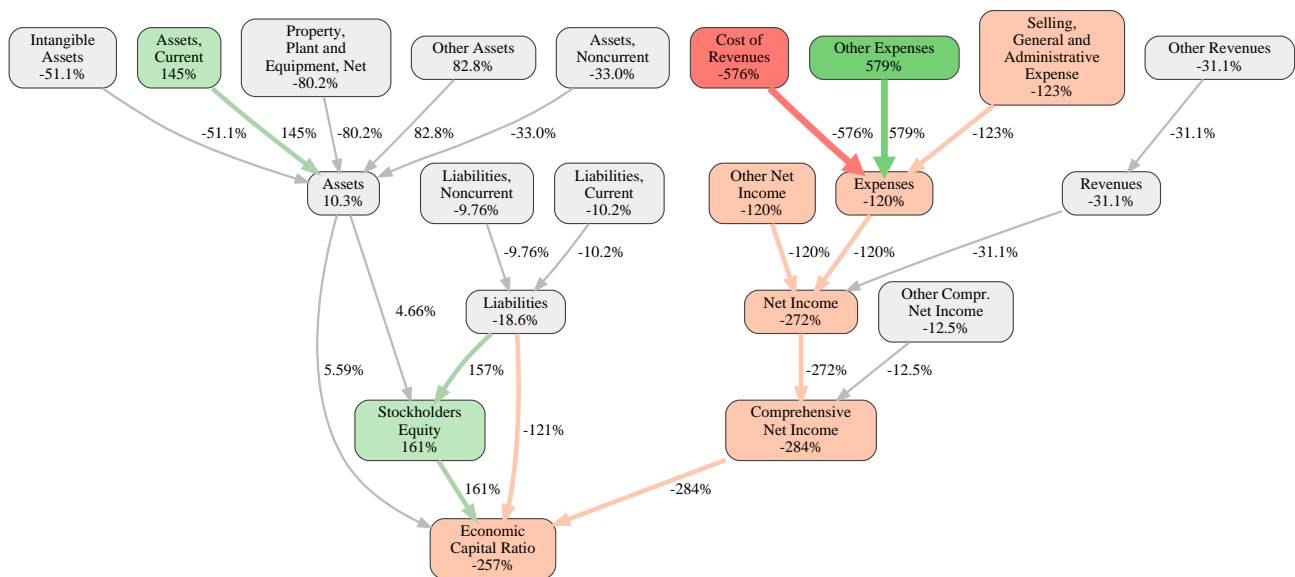 Intangible
Assets
-51.1%
Assets,
Current
145%
Property,
Plant and
Equipment, Net
-80.2%
Other Assets
82.8%
Assets,
Noncurrent
-33.0%
Cost of
Revenues
-576%
Other Expenses
579%
Selling,
General and
Administrative
Expense
-123%
Other Revenues
-31.1%
-51.1%
145%
-80.2%
82.8%
-33.0%
-576%
579%
-123%
-31.1%
Assets
10.3%
Liabilities,
Noncurrent
-9.76%
Liabilities,
Current
-10.2%
Other Net
Income
-120%
Expenses
-120%
Revenues
-31.1%
-9.76%
-10.2%
-120%
-120%
-31.1%
4.66%
Liabilities
-18.6%
Net Income
-272%
Other Compr.
Net Income
-12.5%
5.59%
157%
-272%
-12.5%
Stockholders
Equity
161%
-121%
Comprehensive
Net Income
-284%
161%
-284%
Economic
Capital Ratio
-257%